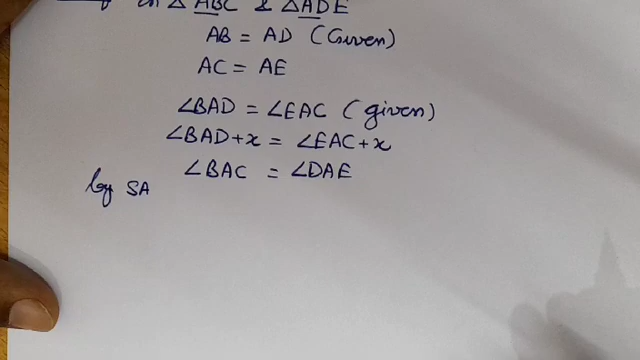 in △ ABC & △ADE
AB = AD (Given)
AC = AE
∠BAD = ∠EAC (given)
∠BAD+x = ∠EAC+x
∠BAC = ∠DAE
by SA